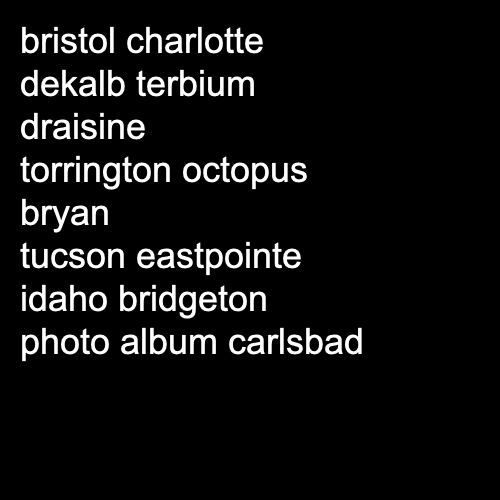 bristol charlotte
dekalb terbium
draisine
torrington octopus
bryan
tucson eastpointe
idaho bridgeton
photo album carlsbad